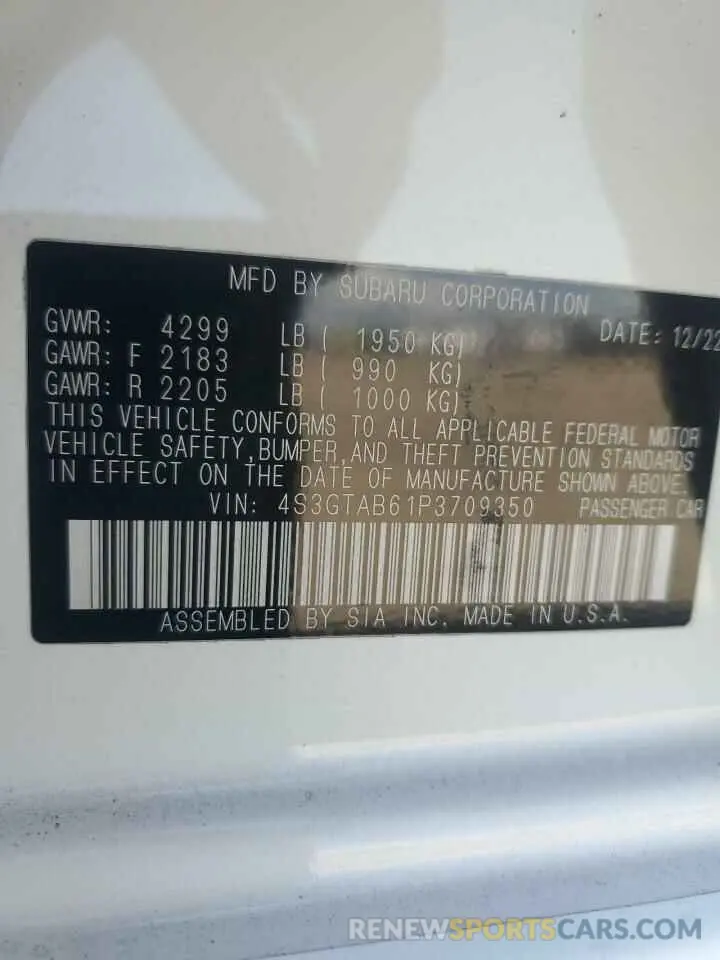 MFD BY SUBARU CORPORATION
GVWR: 4299 LB ( 1950 KG) DATE: 12/22
GAWR: F 2183 LB ( 990 KG)
GAWR: R 2205 LB ( 1000 KG)
THIS VEHICLE CONFORMS TO ALL APPLICABLE FEDERAL MOTOR
VEHICLE SAFETY, BUMPER, AND THEFT PREVENTION STANDARDS
IN EFFECT ON THE DATE OF MANUFACTURE SHOWN ABOVE.
VIN: 4S3GTAB61P3709350 PASSENGER CAR
ASSEMBLED BY SIA INC. MADE IN U.S.A.
RENEWSPORTSCARS.COM